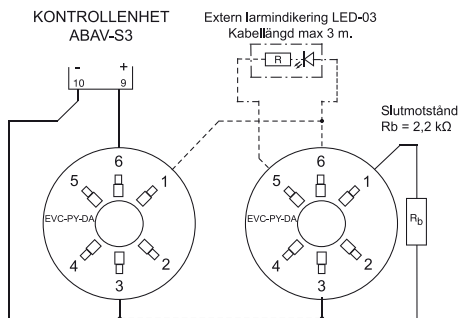 KONTROLLENHET
ABAV-S3
- +
10 9
Extern larmindikering LED-03
Kabellängd max 3 m.
R
Slutmotstånd
Rb = 2,2 kΩ
6
5 1
EVC-PY-DA
4 2
3
6
5 1
EVC-PY-DA
4 2
3
Rb